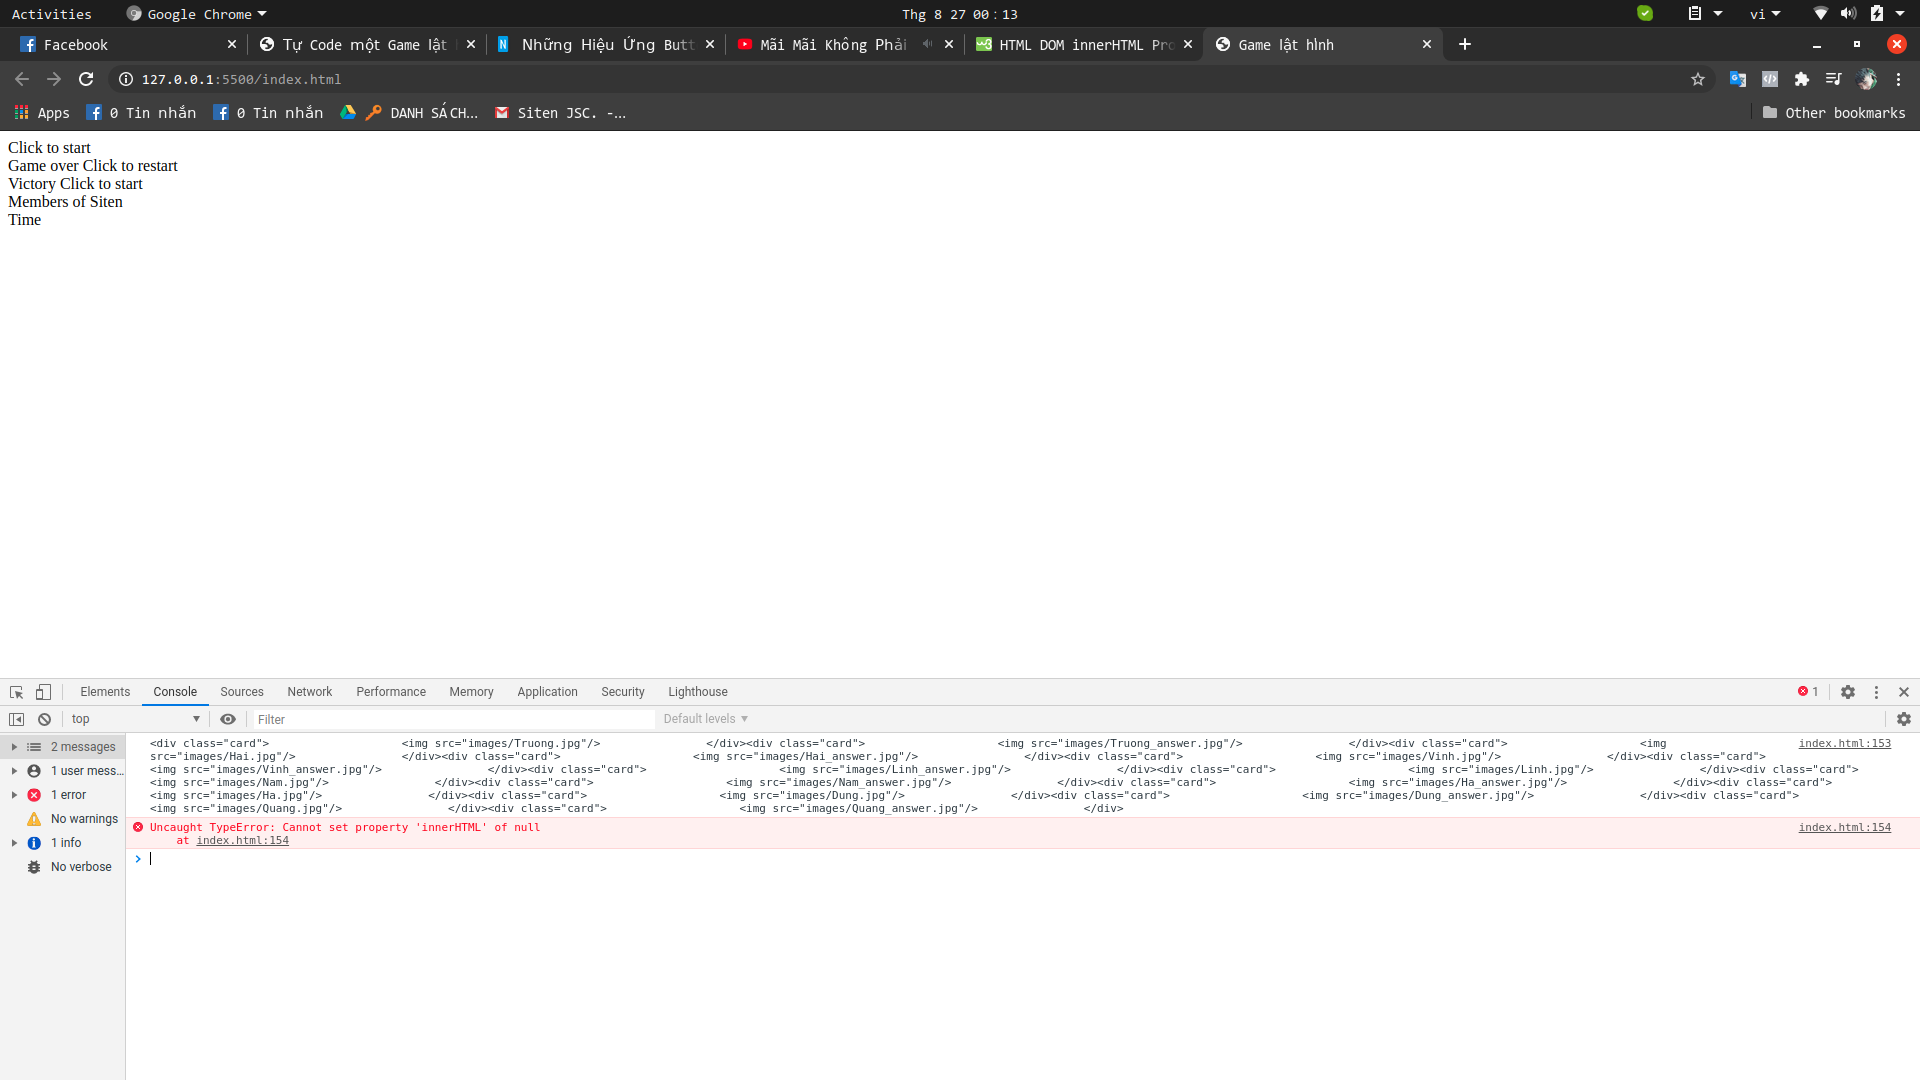 Activities Google Chrome Thg 8 27 00:13 vi
Facebook Tự Code một Game lật N Những Hiệu Ứng Butt Mãi Mãi Không Phải HTML DOM innerHTML Pro Game lật hình
127.0.0.1:5500/index.html
Apps 0 Tin nhắn 0 Tin nhắn DANH SÁCH... Siten JSC. -... Other bookmarks
Click to start
Game over Click to restart
Victory Click to start
Members of Siten
Time
Elements Console Sources Network Performance Memory Application Security Lighthouse 1
top Filter Default levels
2 messages
1 user mess...
1 error
No warnings
1 info
No verbose
<div class="card"> <img src="images/Truong.jpg"/> </div><div class="card"> <img src="images/Truong_answer.jpg"/> </div><div class="card"> <img index.html:153
src="images/Hai.jpg"/> </div><div class="card"> <img src="images/Hai_answer.jpg"/> </div><div class="card"> <img src="images/Vinh.jpg"/> </div><div class="card">
<img src="images/Vinh_answer.jpg"/> </div><div class="card"> <img src="images/Linh_answer.jpg"/> </div><div class="card"> <img src="images/Linh.jpg"/> </div><div class="card">
<img src="images/Nam.jpg"/> </div><div class="card"> <img src="images/Nam_answer.jpg"/> </div><div class="card"> <img src="images/Ha_answer.jpg"/> </div><div class="card">
<img src="images/Ha.jpg"/> </div><div class="card"> <img src="images/Dung.jpg"/> </div><div class="card"> <img src="images/Dung_answer.jpg"/> </div><div class="card">
<img src="images/Quang.jpg"/> </div><div class="card"> <img src="images/Quang_answer.jpg"/> </div>
Uncaught TypeError: Cannot set property 'innerHTML' of null index.html:154
at index.html:154